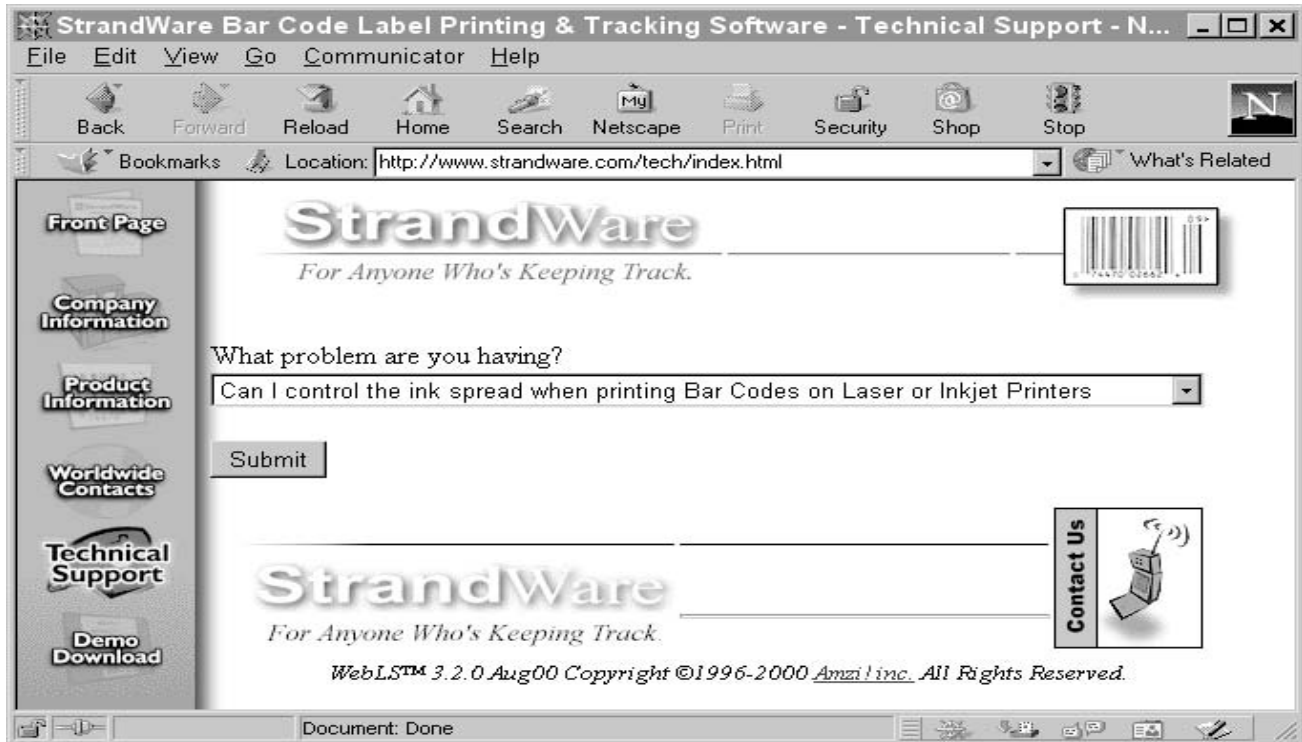 StrandWare Bar Code Label Printing & Tracking Software - Technical Support - N...
File Edit View Go Communicator Help
Back Forward Reload Home Search Netscape Print Security Shop Stop
My
N
Bookmarks Location: http://www.strandware.com/tech/index.html What's Related
Front Page
StrandWare
For Anyone Who's Keeping Track.
Company Information
What problem are you having?
Can I control the ink spread when printing Bar Codes on Laser or Inkjet Printers
Product Information
Submit
Worldwide Contacts
Technical Support
Contact Us
StrandWare
For Anyone Who's Keeping Track.
Demo Download
WebLS™ 3.2.0 Aug00 Copyright ©1996-2000 Amzi! inc. All Rights Reserved.
Document: Done